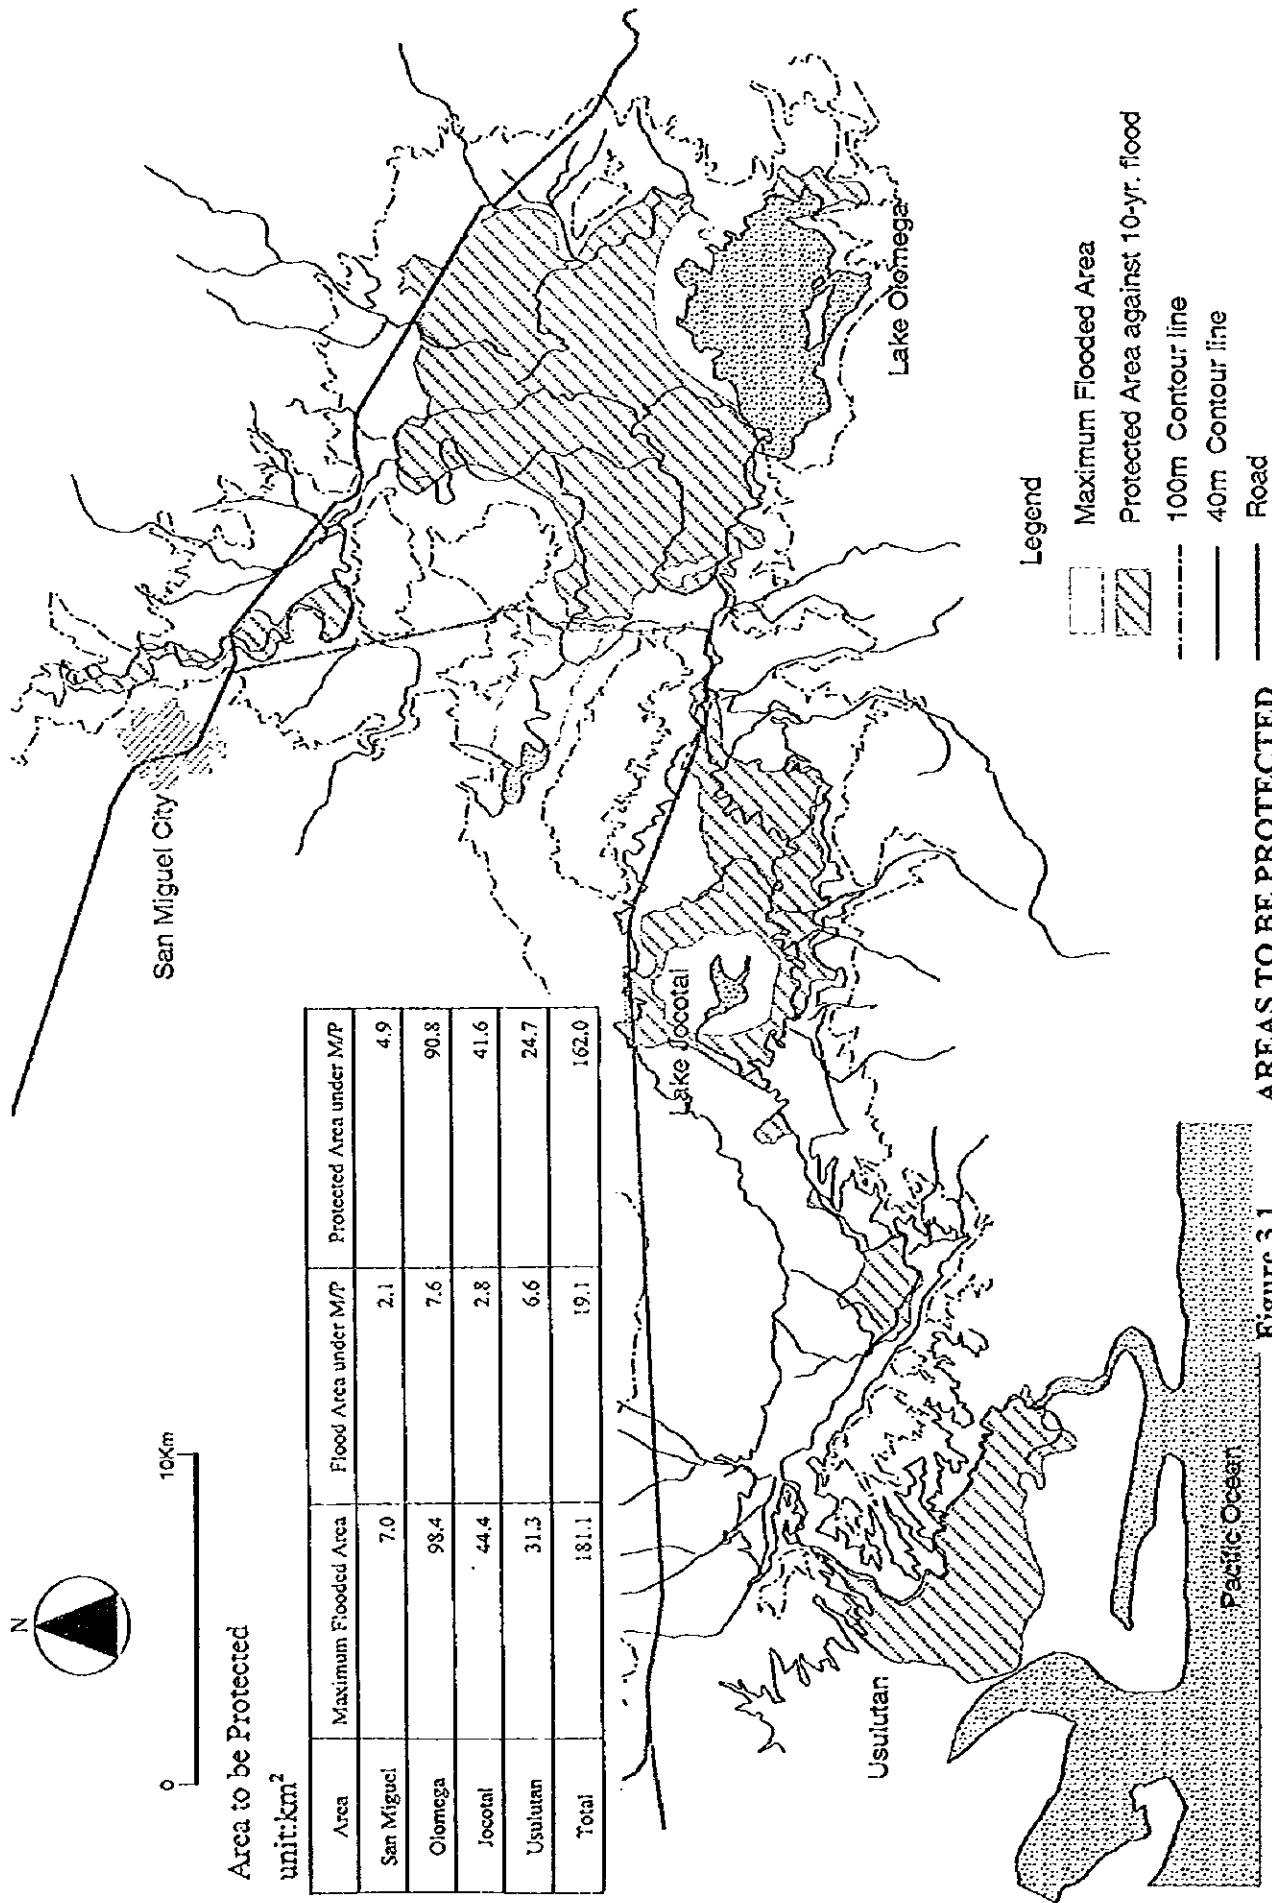 N
0 10Km
Area to be Protected
unit:km²
Area Maximum Flooded Area Flood Area under M/P Protected Area under M/P
San Miguel 7.0 2.1 4.9
Olomega 98.4 7.6 90.8
Jocotal 44.4 2.8 41.6
Usulutan 31.3 6.6 24.7
Total 181.1 19.1 162.0
San Miguel City
Lake Jocotal
Lake Olomega
Usulutan
Pacific Ocean
Legend
Maximum Flooded Area
Protected Area against 10-yr. flood
100m Contour line
40m Contour line
Road
Figure 3.1 AREAS TO BE PROTECTED